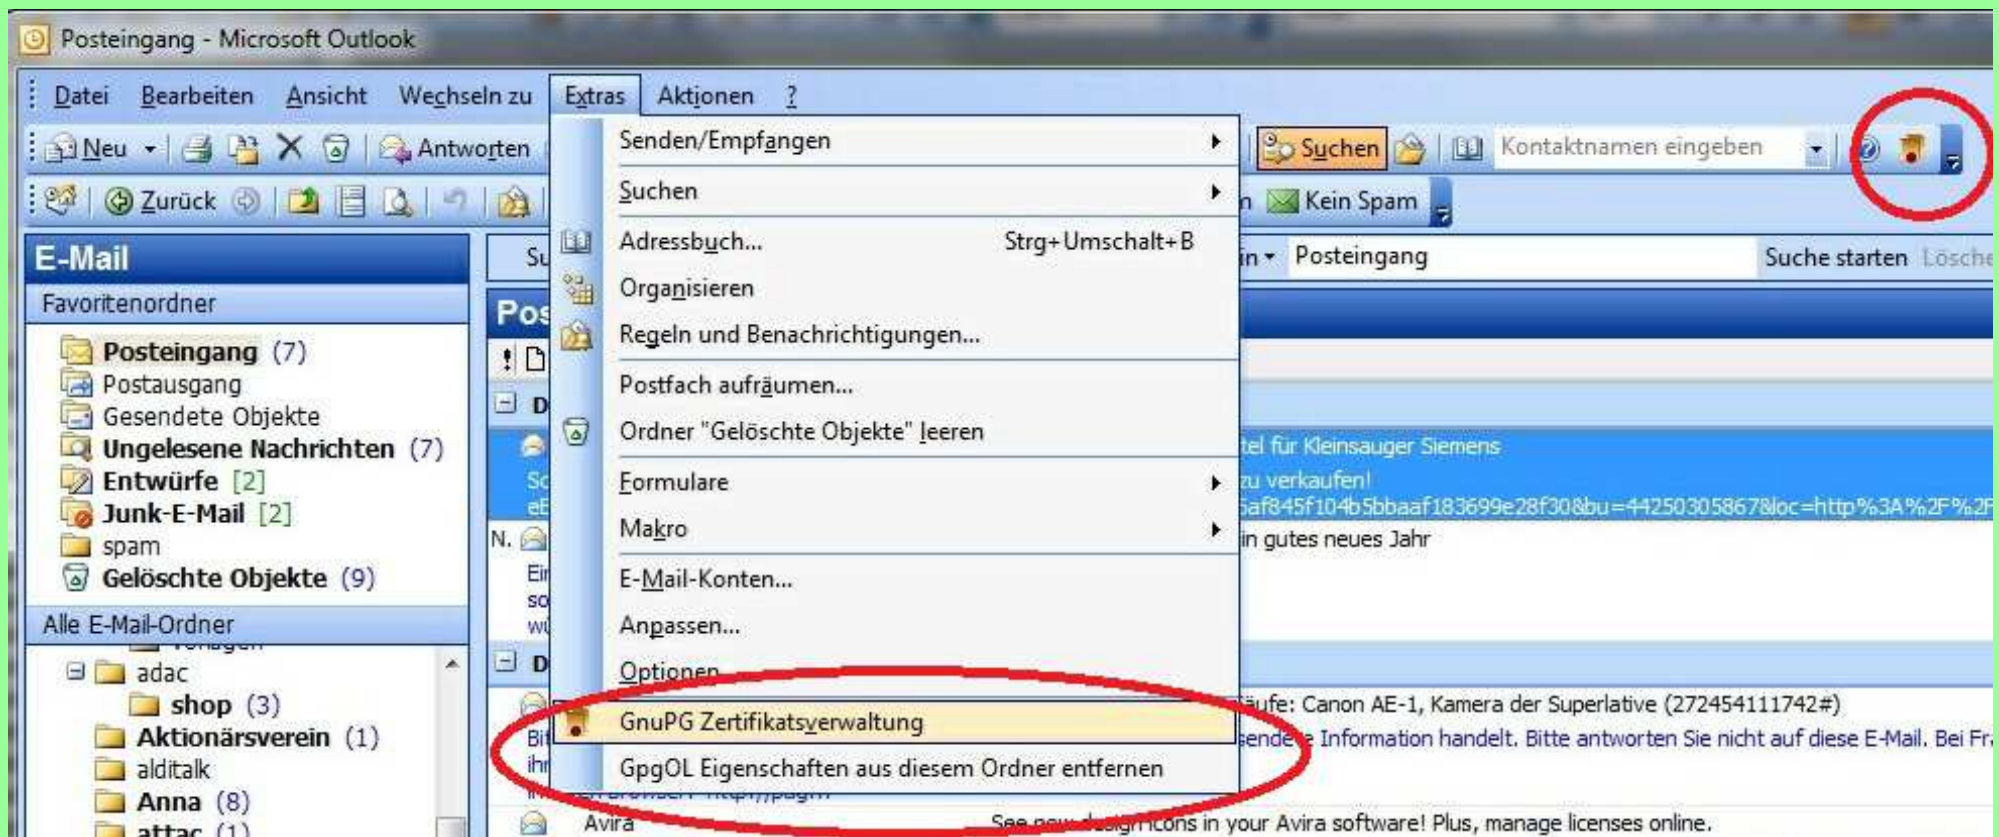 Posteingang - Microsoft Outlook
Datei Bearbeiten Ansicht Wechseln zu Extras Aktionen ?
Neu Antworten Suchen Kontaktnamen eingeben
Zurück Kein Spam
E-Mail
Posteingang Suche starten
Favoritenordner
Posteingang (7)
Postausgang
Gesendete Objekte
Ungelesene Nachrichten (7)
Entwürfe [2]
Junk-E-Mail [2]
spam
Gelöschte Objekte (9)
Alle E-Mail-Ordner
adac
shop (3)
Aktionärsverein (1)
alditalk
Anna (8)
attac (1)
Senden/Empfangen
Suchen
Adressbuch... Strg+Umschalt+B
Organisieren
Regeln und Benachrichtigungen...
Postfach aufräumen...
Ordner "Gelöschte Objekte" leeren
Formulare
Makro
E-Mail-Konten...
Anpassen...
Optionen
GnuPG Zertifikatsverwaltung
GpgOL Eigenschaften aus diesem Ordner entfernen
für Kleinsauger Siemens
zu verkaufen!
N. in gutes neues Jahr
Canon AE-1, Kamera der Superlative (272454111742#)
Information handelt. Bitte antworten Sie nicht auf diese E-Mail. Bei
Avira See new design icons in your Avira software! Plus, manage licenses online.